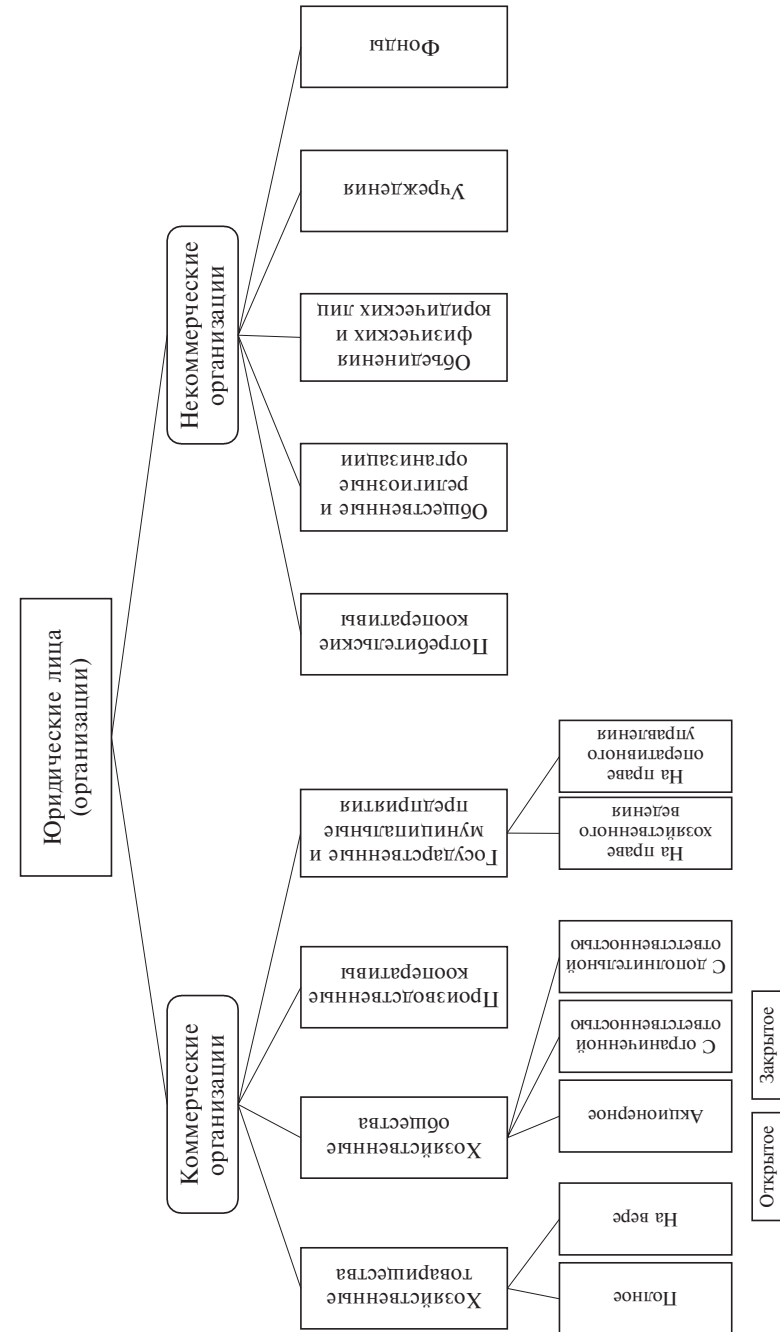 Юридические лица
(организации)
Коммерческие
организации
Некоммерческие
организации
Хозяйственные
товарищества
Хозяйственные
общества
Производственные
кооперативы
Государственные и
муниципальные
предприятия
Потребительские
кооперативы
Общественные и
религиозные
организации
Объединения
физических и
юридических лиц
Учреждения
Фонды
Полное
На вере
Акционерное
С ограниченной
ответственностью
С дополнительной
ответственностью
На праве
хозяйственного
ведения
На праве
оперативного
управления
Открытое
Закрытое